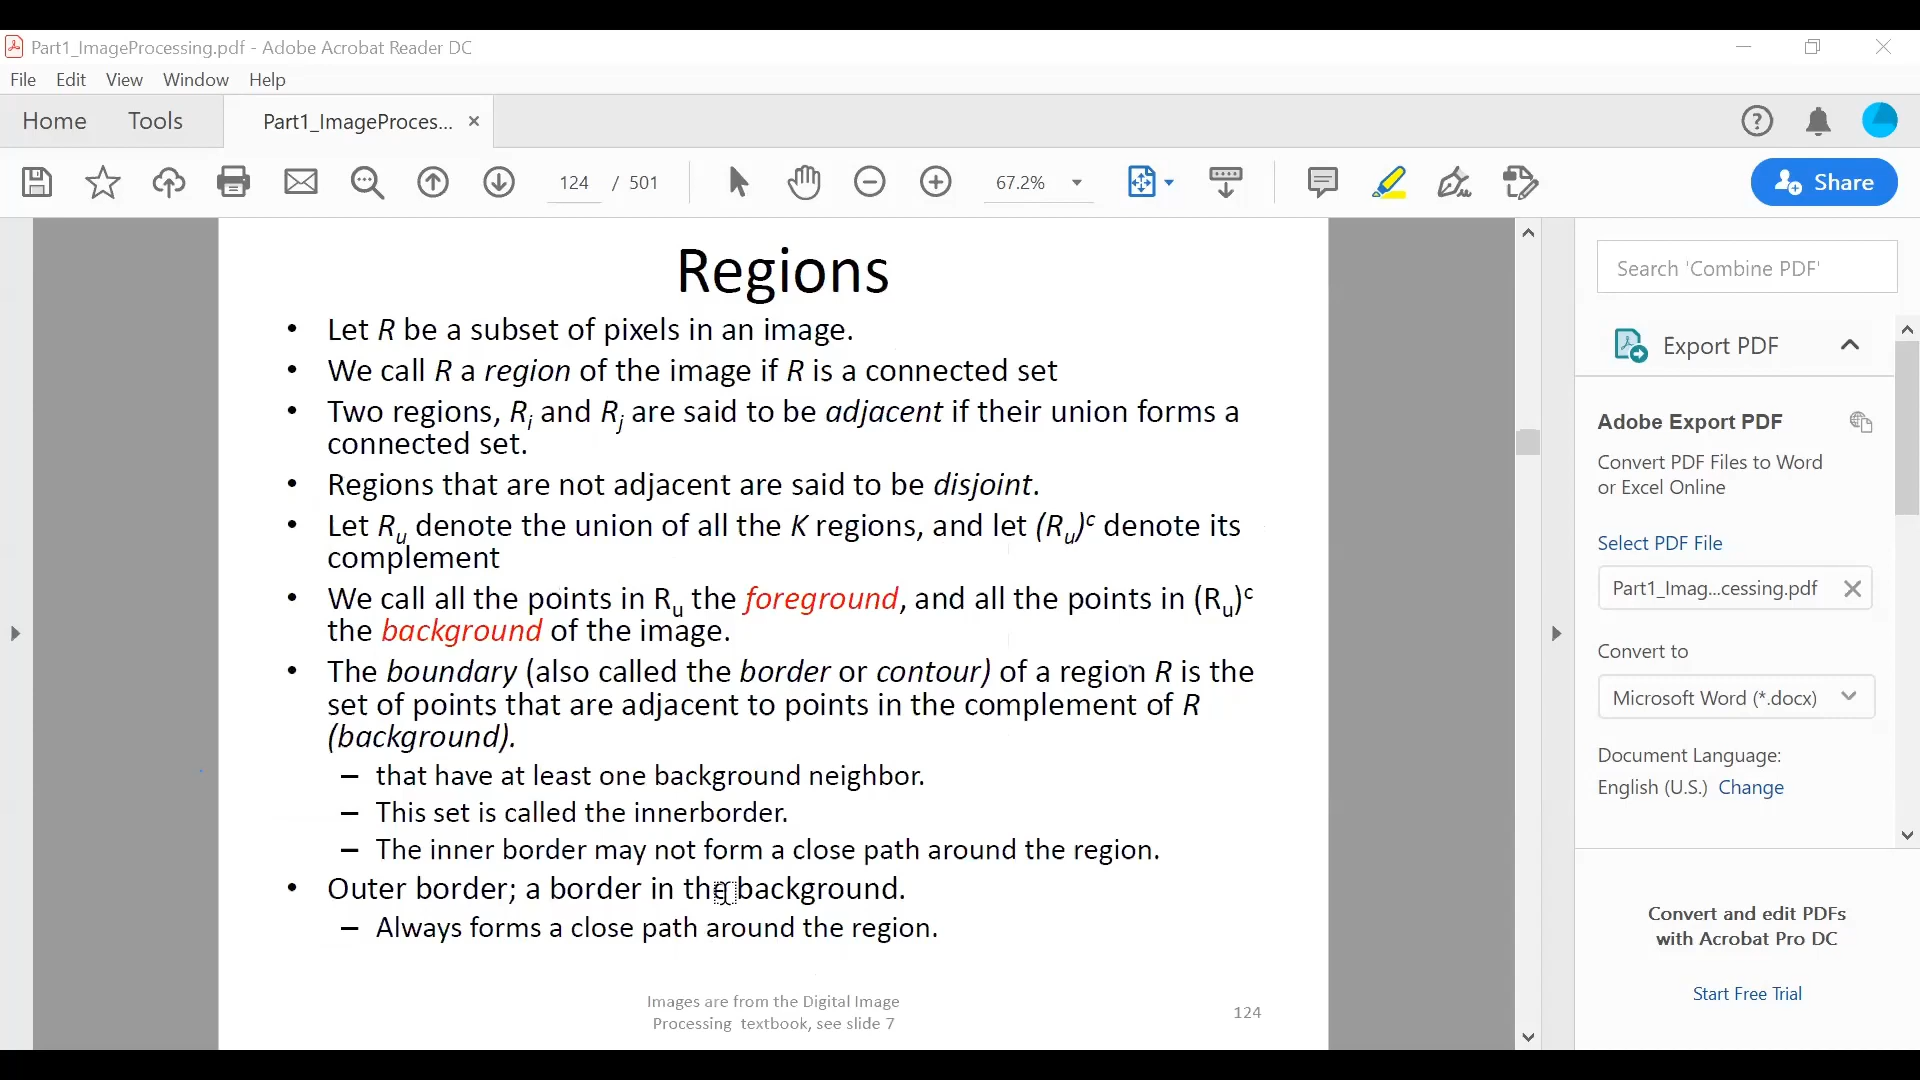 Part1_ImageProcessing.pdf - Adobe Acrobat Reader DC
File Edit View Window Help
Home Tools Part1_ImageProces... ×
124 / 501 67.2% Share
Regions
• Let R be a subset of pixels in an image.
• We call R a region of the image if R is a connected set
• Two regions, Ri and Rj are said to be adjacent if their union forms a
connected set.
• Regions that are not adjacent are said to be disjoint.
• Let Ru denote the union of all the K regions, and let (Ru)c denote its
complement
• We call all the points in Ru the foreground, and all the points in (Ru)c
the background of the image.
• The boundary (also called the border or contour) of a region R is the
set of points that are adjacent to points in the complement of R
(background).
– that have at least one background neighbor.
– This set is called the innerborder.
– The inner border may not form a close path around the region.
• Outer border; a border in the background.
– Always forms a close path around the region.
Images are from the Digital Image
Processing textbook, see slide 7
124
Search 'Combine PDF'
Export PDF
Adobe Export PDF
Convert PDF Files to Word
or Excel Online
Select PDF File
Part1_Imag...cessing.pdf
Convert to
Microsoft Word (*.docx)
Document Language:
English (U.S.) Change
Convert and edit PDFs
with Acrobat Pro DC
Start Free Trial